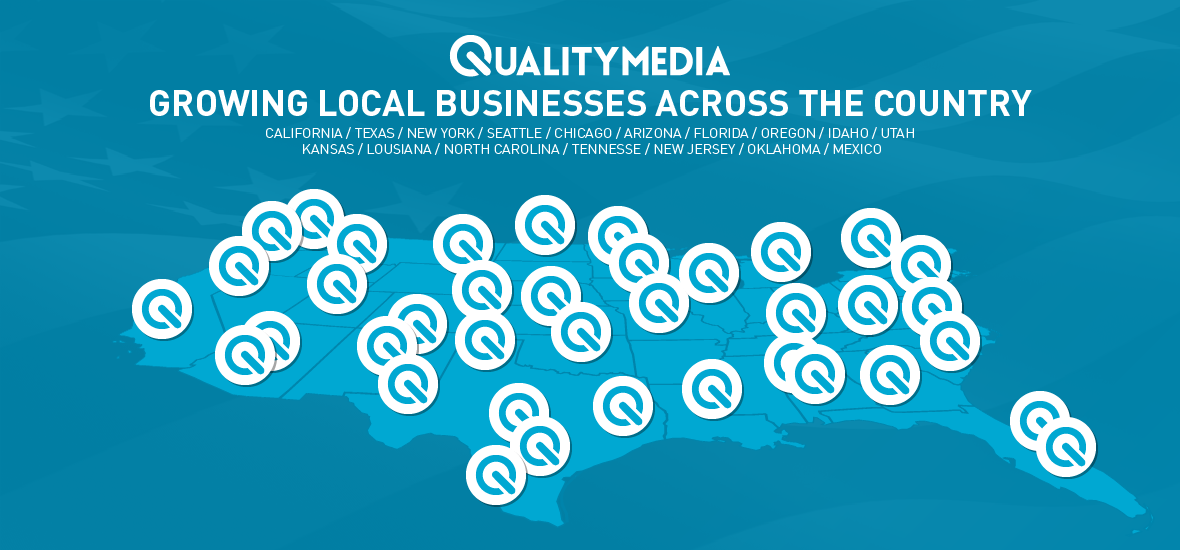 QUALITYMEDIA
GROWING LOCAL BUSINESSES ACROSS THE COUNTRY
CALIFORNIA / TEXAS / NEW YORK / SEATTLE / CHICAGO / ARIZONA / FLORIDA / OREGON / IDAHO / UTAH
KANSAS / LOUSIANA / NORTH CAROLINA / TENNESSE / NEW JERSEY / OKLAHOMA / MEXICO